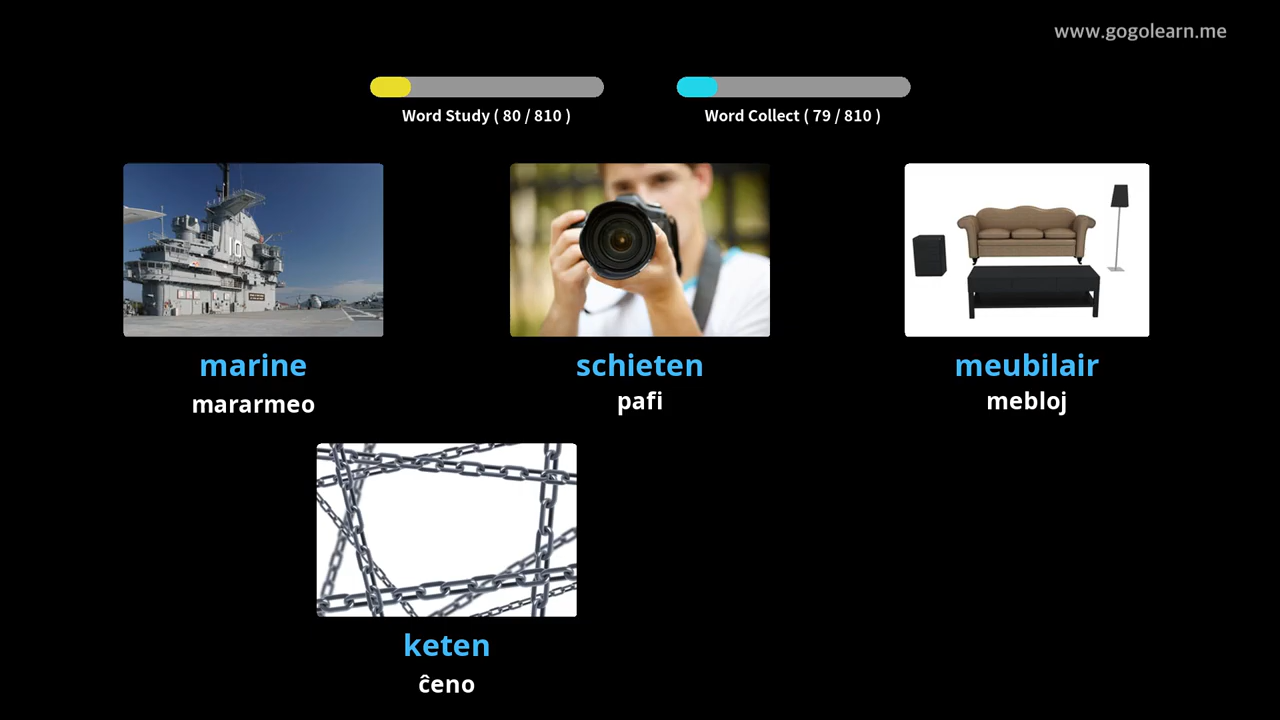 www.gogolearn.me
Word Study ( 80 / 810 )
Word Collect ( 79 / 810 )
marine
mararmeo
schieten
pafi
meubilair
mebloj
keten
ĉeno